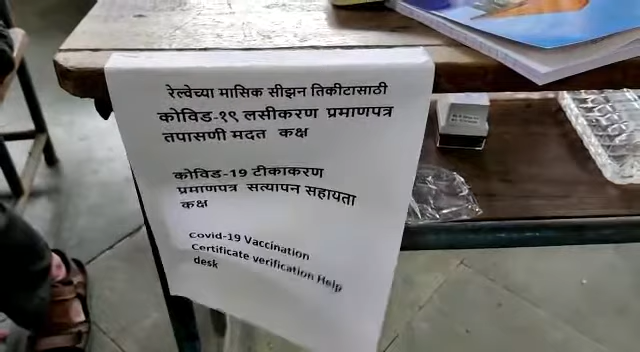 रेल्वेच्या मासिक सीझन तिकीटासाठी
कोविड-१९ लसीकरण प्रमाणपत्र
तपासणी मदत कक्ष
कोविड-19 टीकाकरण
प्रमाणपत्र सत्यापन सहायता
कक्ष
Covid-19 Vaccination
Certificate verification Help
desk